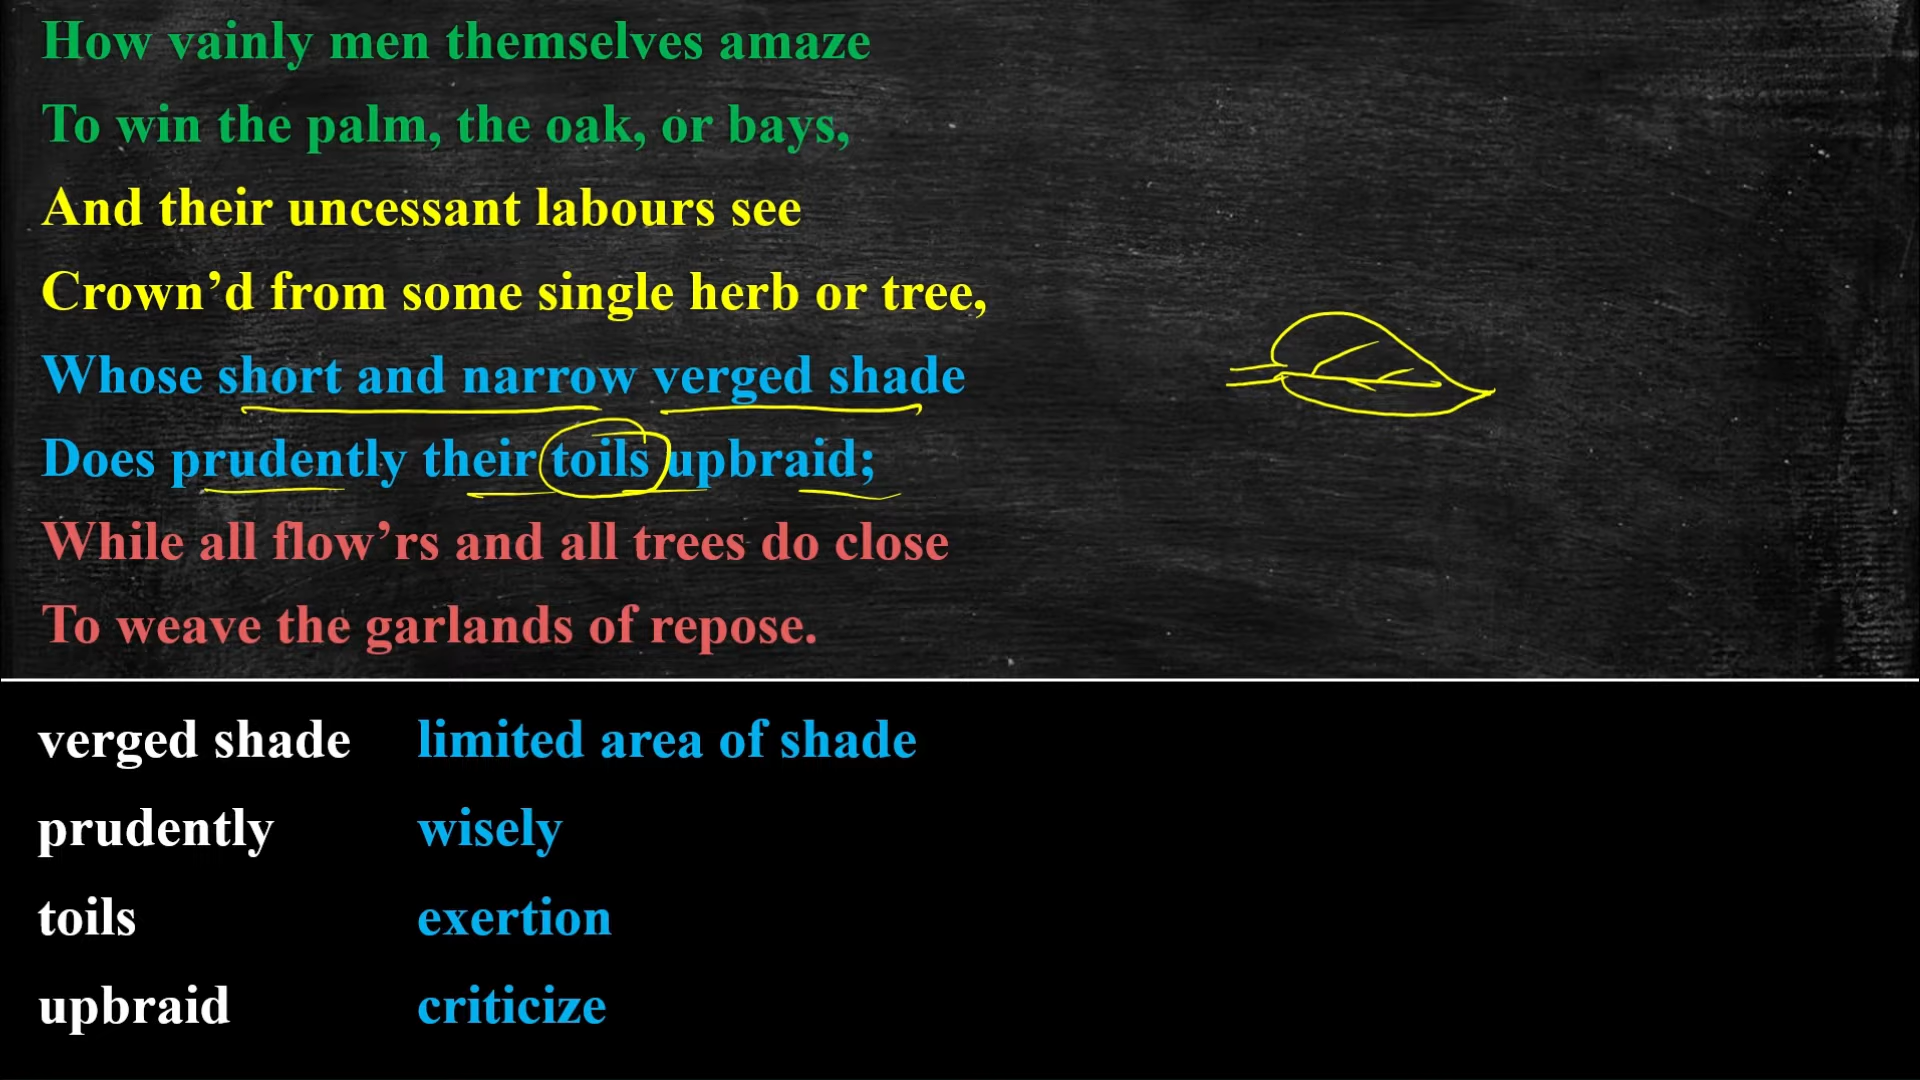 How vainly men themselves amaze
To win the palm, the oak, or bays,
And their uncessant labours see
Crown’d from some single herb or tree,
Whose short and narrow verged shade
Does prudently their toils upbraid;
While all flow’rs and all trees do close
To weave the garlands of repose.
verged shade limited area of shade
prudently wisely
toils exertion
upbraid criticize